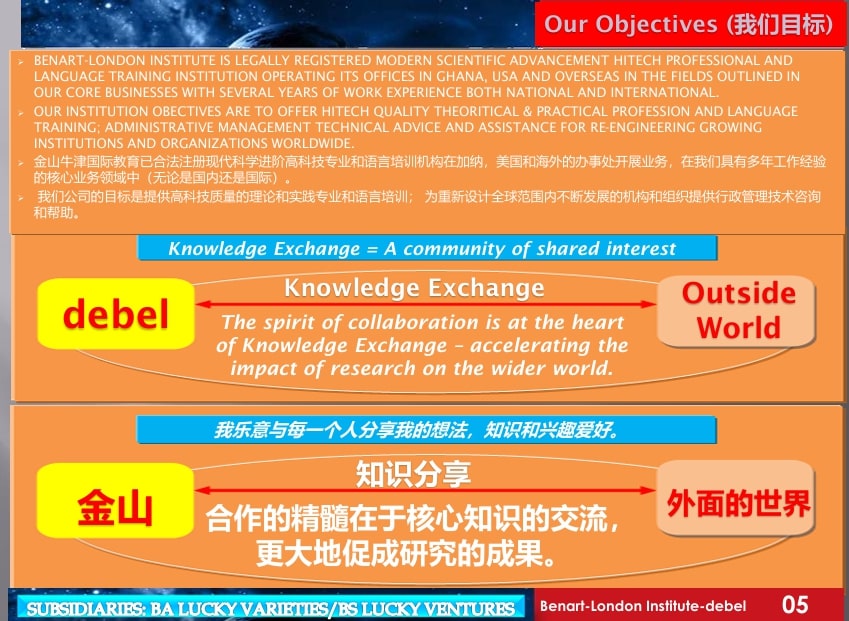 Our Objectives (我们目标)
➢ BENART-LONDON INSTITUTE IS LEGALLY REGISTERED MODERN SCIENTIFIC ADVANCEMENT HITECH PROFESSIONAL AND
LANGUAGE TRAINING INSTITUTION OPERATING ITS OFFICES IN GHANA, USA AND OVERSEAS IN THE FIELDS OUTLINED IN
OUR CORE BUSINESSES WITH SEVERAL YEARS OF WORK EXPERIENCE BOTH NATIONAL AND INTERNATIONAL.
➢ OUR INSTITUTION OBECTIVES ARE TO OFFER HITECH QUALITY THEORITICAL & PRACTICAL PROFESSION AND LANGUAGE
TRAINING; ADMINISTRATIVE MANAGEMENT TECHNICAL ADVICE AND ASSISTANCE FOR RE-ENGINEERING GROWING
INSTITUTIONS AND ORGANIZATIONS WORLDWIDE.
➢ 金山牛津国际教育已合法注册现代科学进阶高科技专业和语言培训机构在加纳，美国和海外的办事处开展业务，在我们具有多年工作经验
的核心业务领域中（无论是国内还是国际）。
➢ 我们公司的目标是提供高科技质量的理论和实践专业和语言培训； 为重新设计全球范围内不断发展的机构和组织提供行政管理技术咨询
和帮助。
Knowledge Exchange = A community of shared interest
debel
Knowledge Exchange
The spirit of collaboration is at the heart
of Knowledge Exchange – accelerating the
impact of research on the wider world.
Outside
World
我乐意与每一个人分享我的想法，知识和兴趣爱好。
金山
知识分享
合作的精髓在于核心知识的交流，
更大地促成研究的成果。
外面的世界
SUBSIDIARIES: BA LUCKY VARIETIES/BS LUCKY VENTURES
Benart-London Institute-debel
05